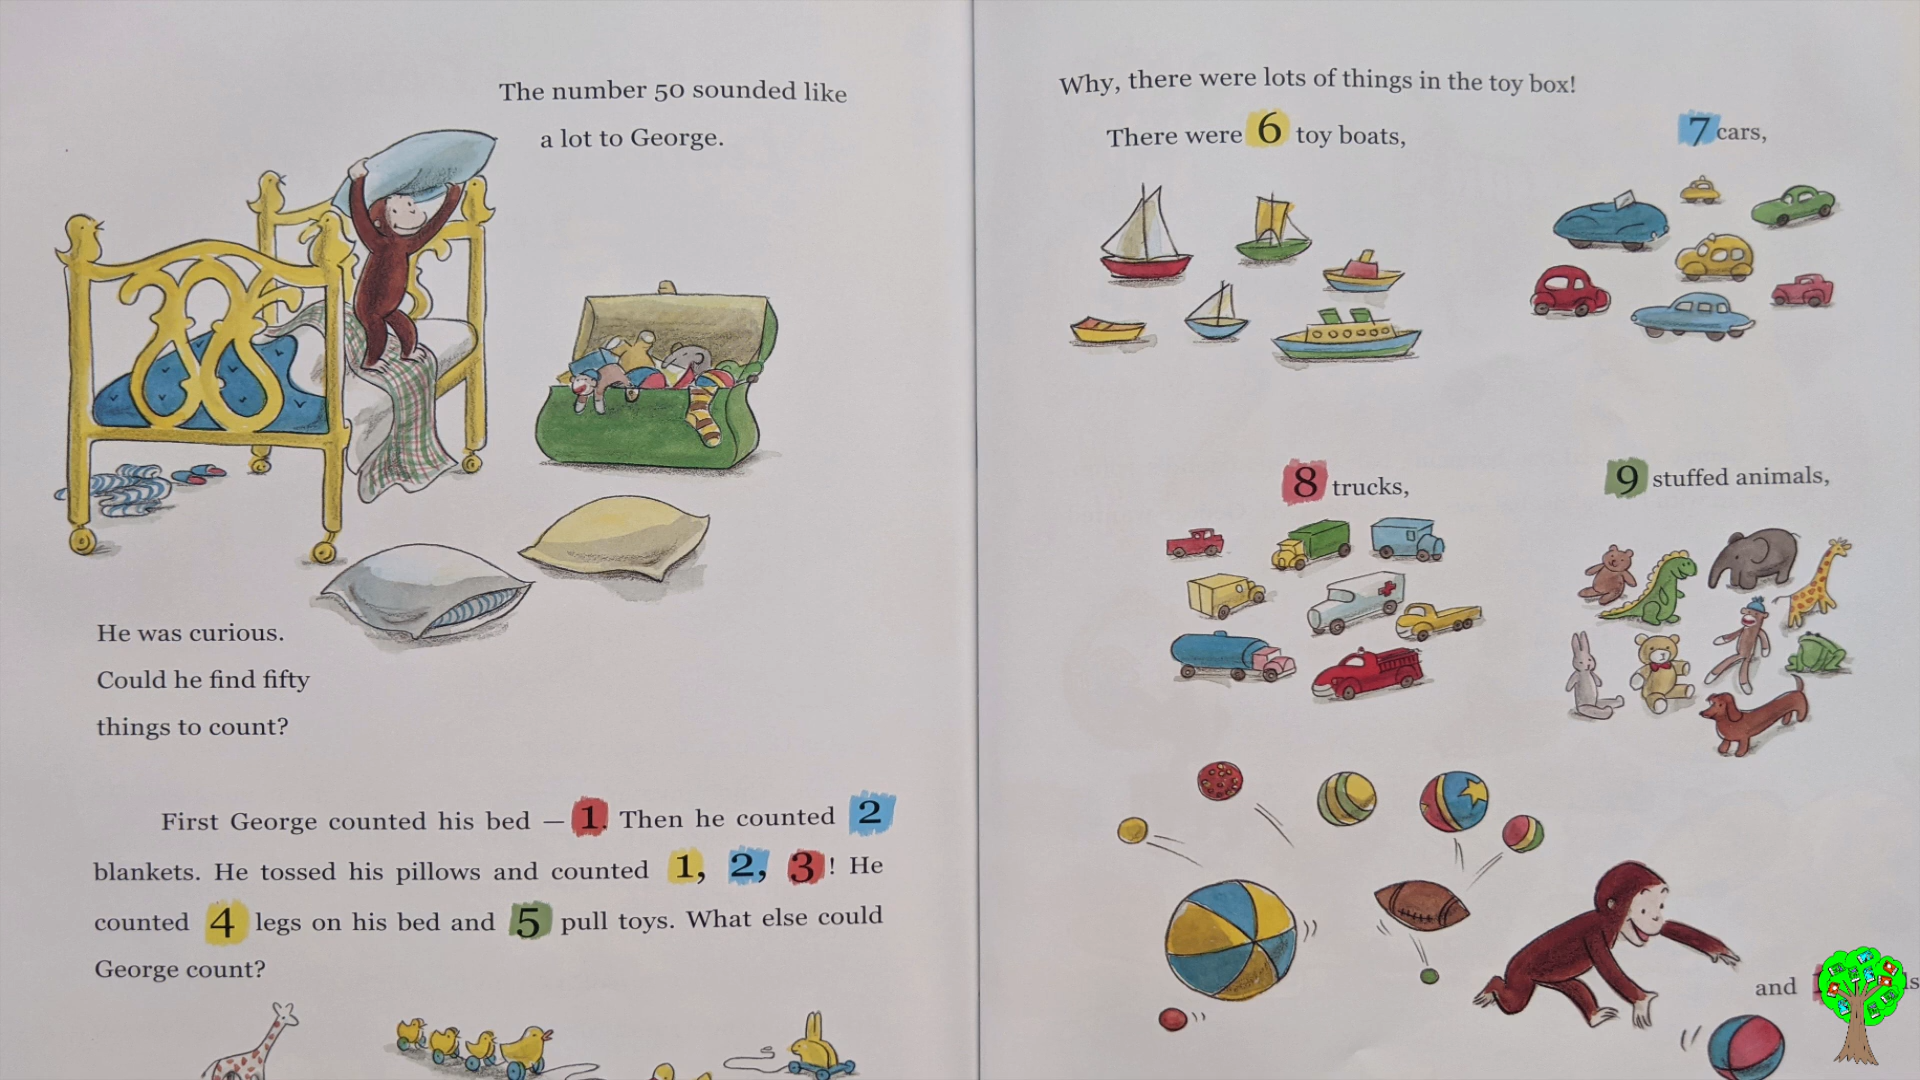 The number 50 sounded like
a lot to George.
He was curious.
Could he find fifty
things to count?
First George counted his bed — 1. Then he counted 2
blankets. He tossed his pillows and counted 1, 2, 3! He
counted 4 legs on his bed and 5 pull toys. What else could
George count?
Why, there were lots of things in the toy box!
There were 6 toy boats,
7 cars,
8 trucks,
9 stuffed animals,
and